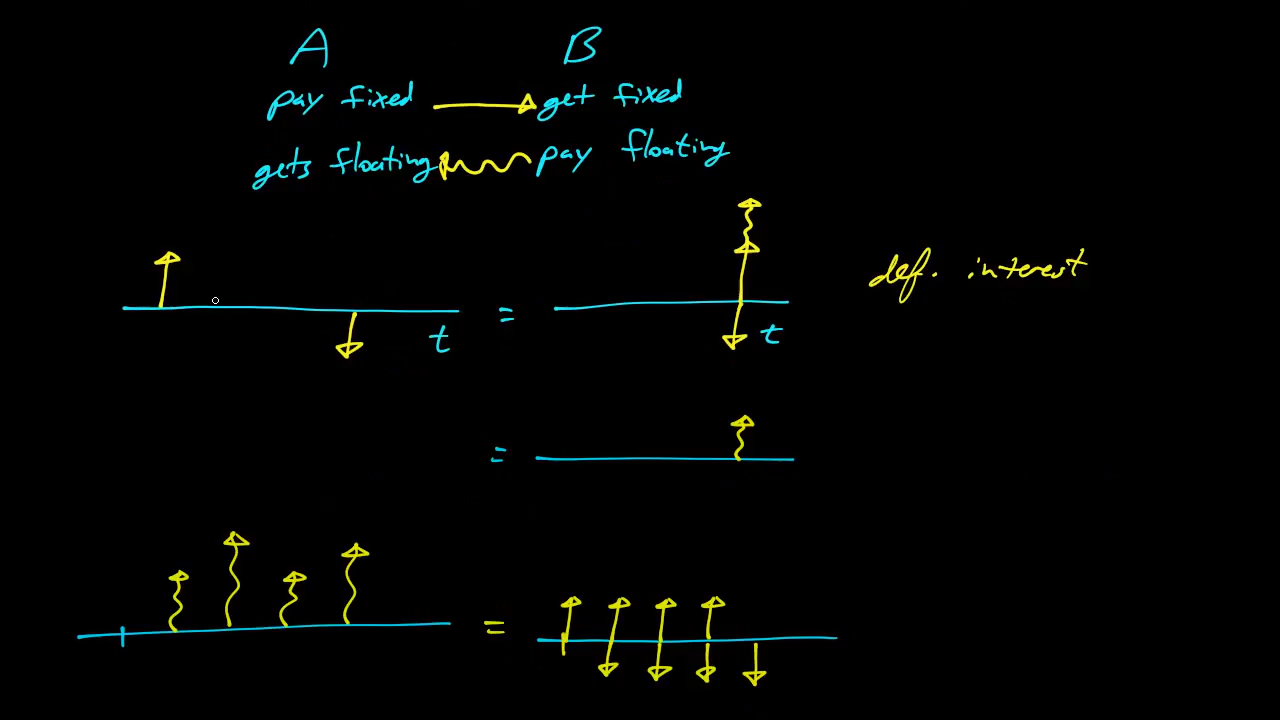 A B
pay fixed get fixed
gets floating pay floating
def. interest
t = t
=
=